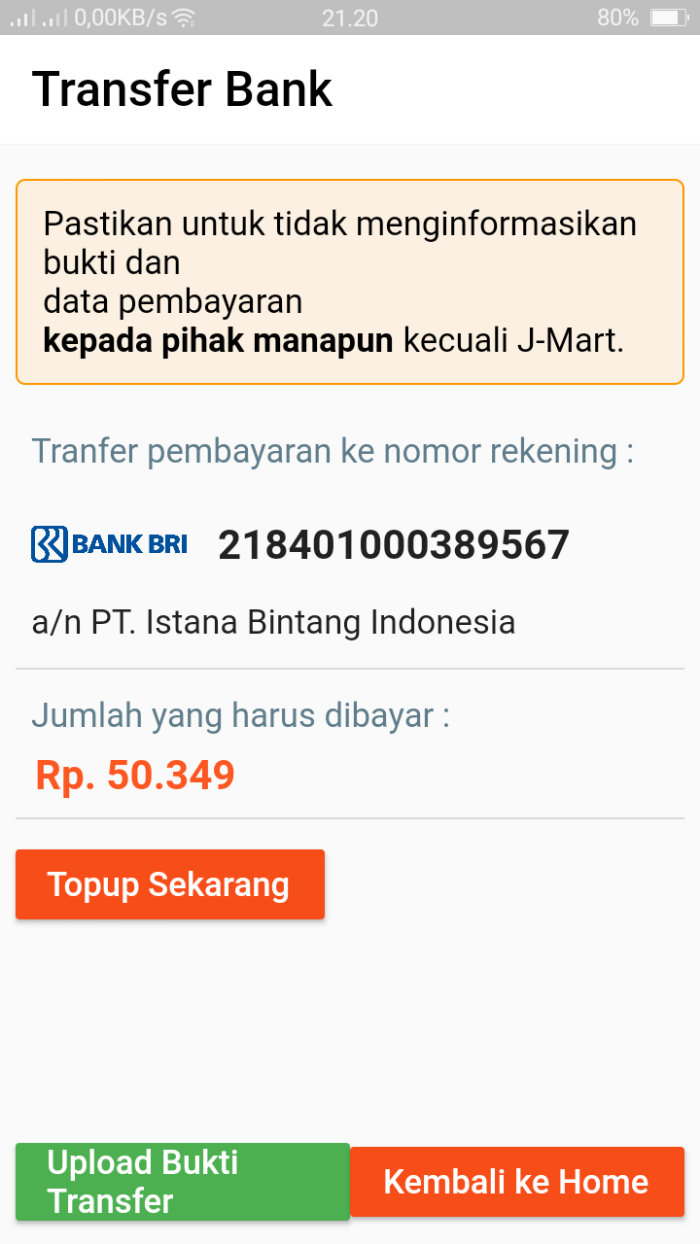 0,00KB/s 21.20 80%
Transfer Bank
Pastikan untuk tidak menginformasikan
bukti dan
data pembayaran
kepada pihak manapun kecuali J-Mart.
Tranfer pembayaran ke nomor rekening :
BANK BRI 218401000389567
a/n PT. Istana Bintang Indonesia
Jumlah yang harus dibayar :
Rp. 50.349
Topup Sekarang
Upload Bukti
Transfer
Kembali ke Home